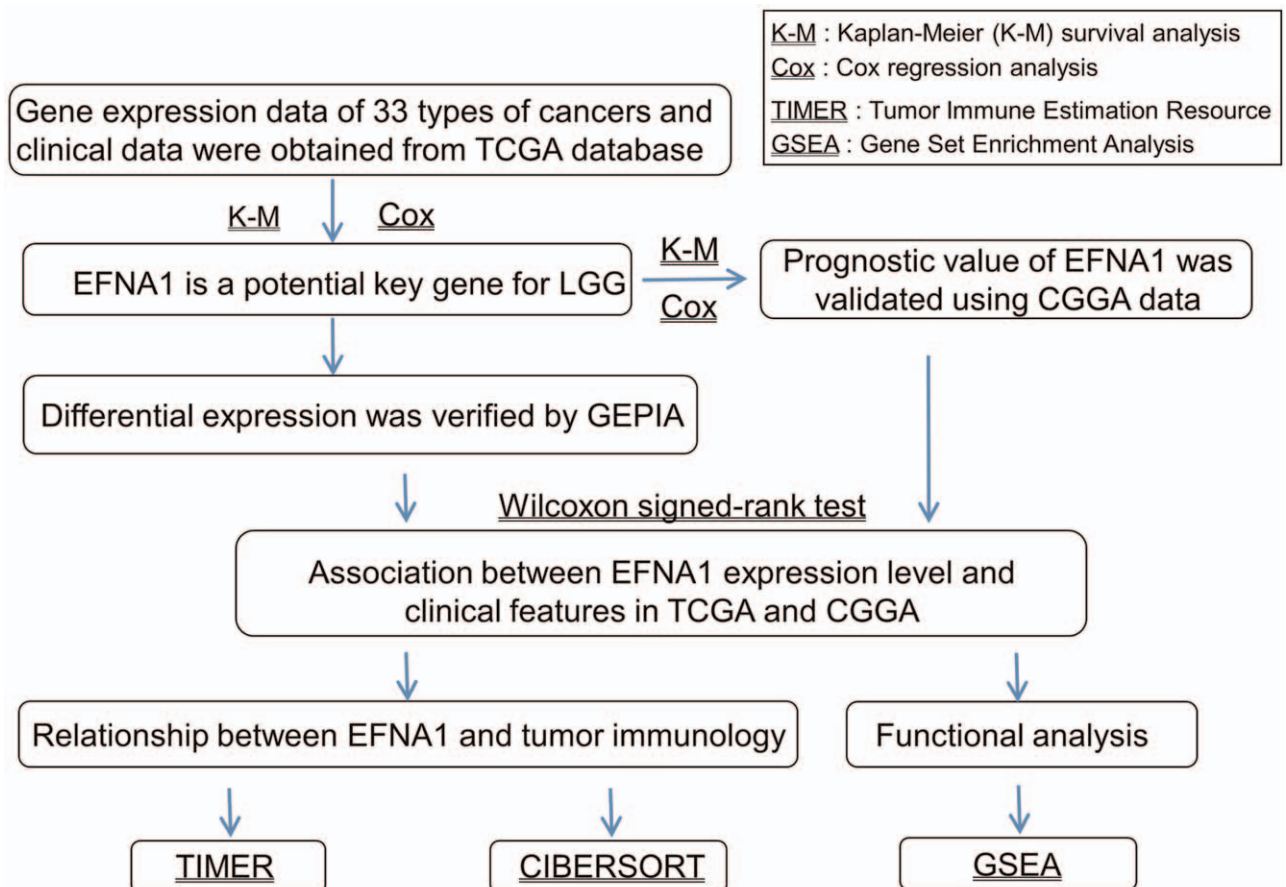 K-M : Kaplan-Meier (K-M) survival analysis
Cox : Cox regression analysis
TIMER : Tumor Immune Estimation Resource
GSEA : Gene Set Enrichment Analysis
Gene expression data of 33 types of cancers and
clinical data were obtained from TCGA database
K-M
Cox
EFNA1 is a potential key gene for LGG
K-M
Cox
Prognostic value of EFNA1 was
validated using CGGA data
Differential expression was verified by GEPIA
Wilcoxon signed-rank test
Association between EFNA1 expression level and
clinical features in TCGA and CGGA
Relationship between EFNA1 and tumor immunology
Functional analysis
TIMER
CIBERSORT
GSEA